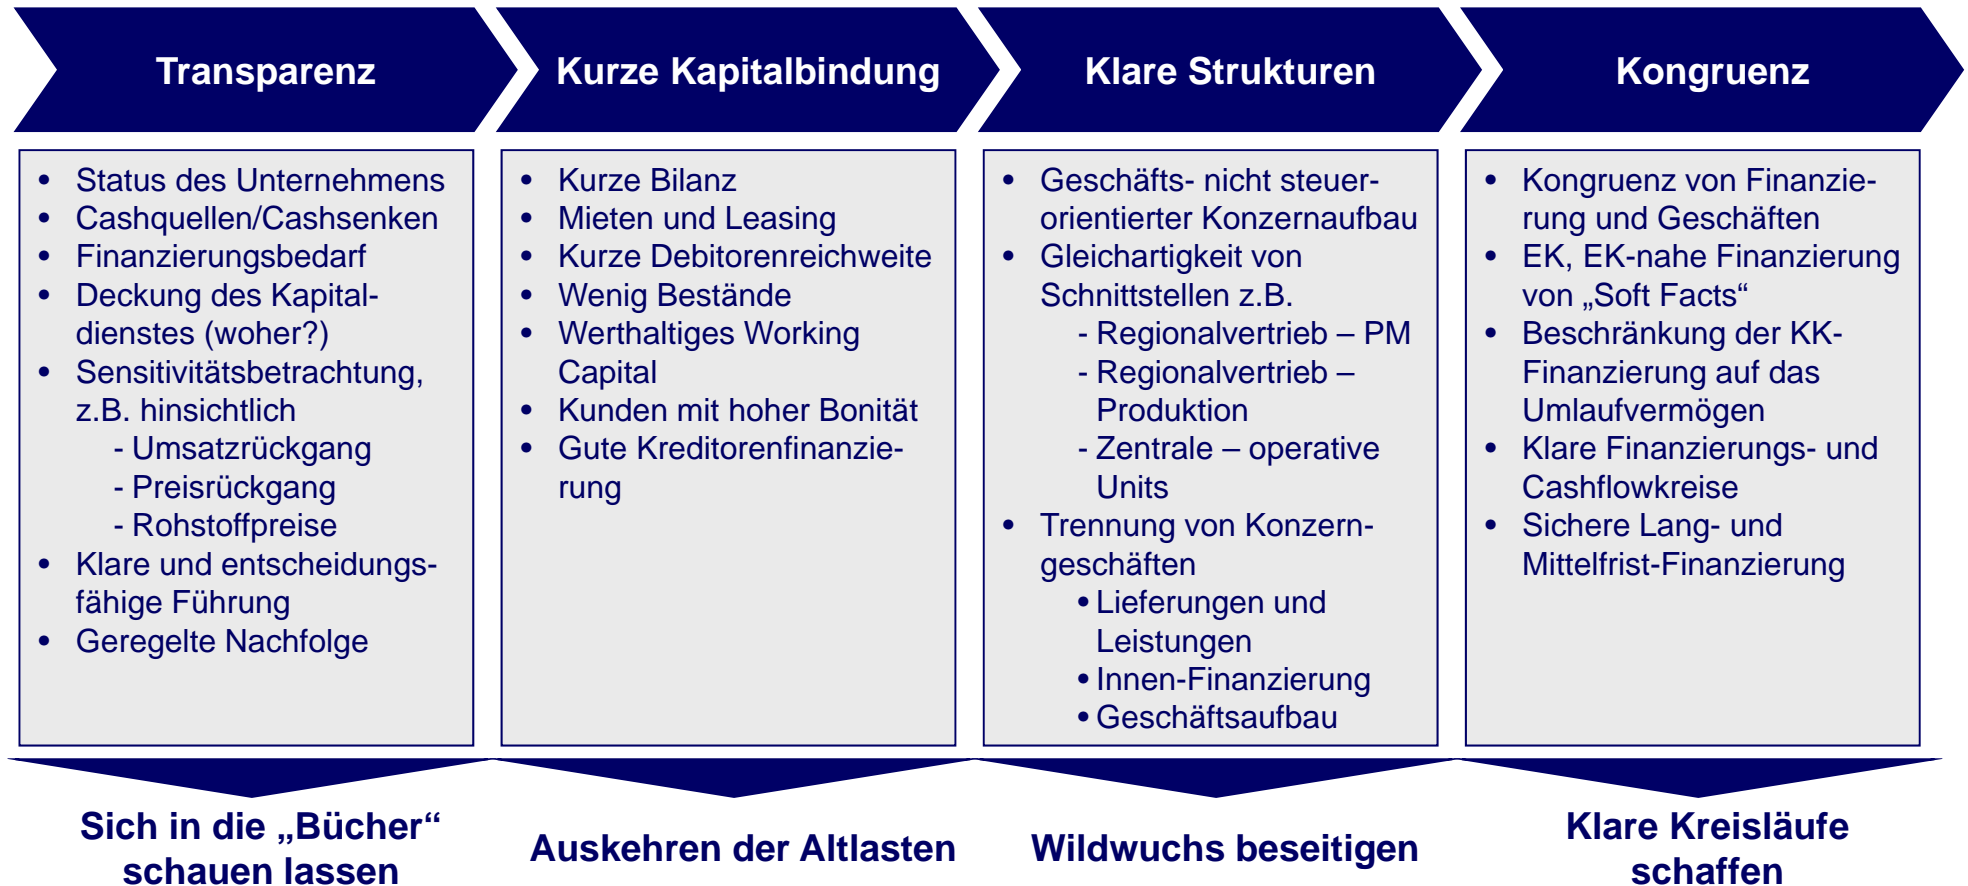 Transparenz
• Status des Unternehmens
• Cashquellen/Cashsenken
• Finanzierungsbedarf
• Deckung des Kapital-
dienstes (woher?)
• Sensitivitätsbetrachtung,
z.B. hinsichtlich
- Umsatzrückgang
- Preisrückgang
- Rohstoffpreise
• Klare und entscheidungs-
fähige Führung
• Geregelte Nachfolge
Sich in die „Bücher“
schauen lassen
Kurze Kapitalbindung
• Kurze Bilanz
• Mieten und Leasing
• Kurze Debitorenreichweite
• Wenig Bestände
• Werthaltiges Working
Capital
• Kunden mit hoher Bonität
• Gute Kreditorenfinanzie-
rung
Auskehren der Altlasten
Klare Strukturen
• Geschäfts- nicht steuer-
orientierter Konzernaufbau
• Gleichartigkeit von
Schnittstellen z.B.
- Regionalvertrieb – PM
- Regionalvertrieb –
Produktion
- Zentrale – operative
Units
• Trennung von Konzern-
geschäften
• Lieferungen und
Leistungen
• Innen-Finanzierung
• Geschäftsaufbau
Wildwuchs beseitigen
Kongruenz
• Kongruenz von Finanzie-
rung und Geschäften
• EK, EK-nahe Finanzierung
von „Soft Facts“
• Beschränkung der KK-
Finanzierung auf das
Umlaufvermögen
• Klare Finanzierungs- und
Cashflowkreise
• Sichere Lang- und
Mittelfrist-Finanzierung
Klare Kreisläufe
schaffen